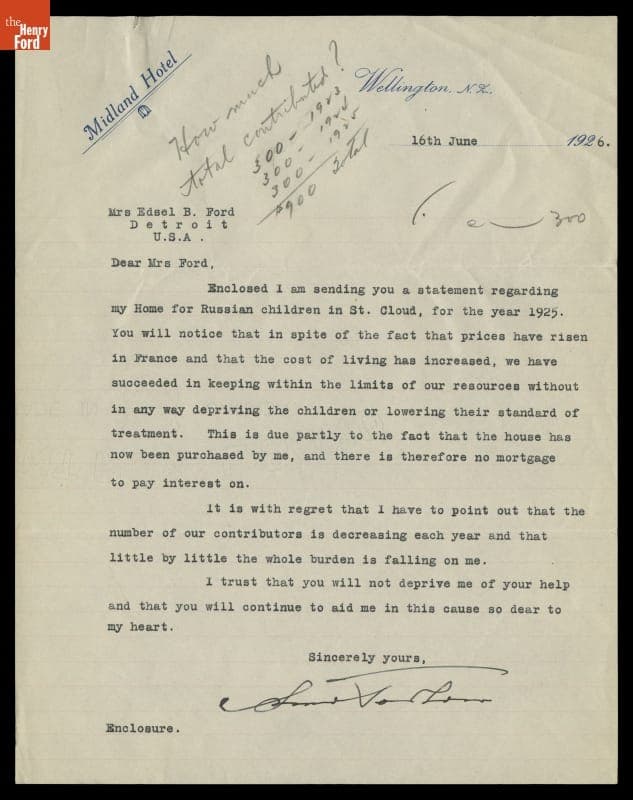 the
Henry
Ford
Midland Hotel
Wellington, N.Z.
How much
total contributed?
300 - 1923
300 - 1924
300 - 1925
$900 Total
16th June 1926.
300
Mrs Edsel B. Ford
Detroit
U.S.A.
Dear Mrs Ford,
Enclosed I am sending you a statement regarding
my Home for Russian children in St. Cloud, for the year 1925.
You will notice that in spite of the fact that prices have risen
in France and that the cost of living has increased, we have
succeeded in keeping within the limits of our resources without
in any way depriving the children or lowering their standard of
treatment. This is due partly to the fact that the house has
now been purchased by me, and there is therefore no mortgage
to pay interest on.
It is with regret that I have to point out that the
number of our contributors is decreasing each year and that
little by little the whole burden is falling on me.
I trust that you will not deprive me of your help
and that you will continue to aid me in this cause so dear to
my heart.
Sincerely yours,
Enclosure.